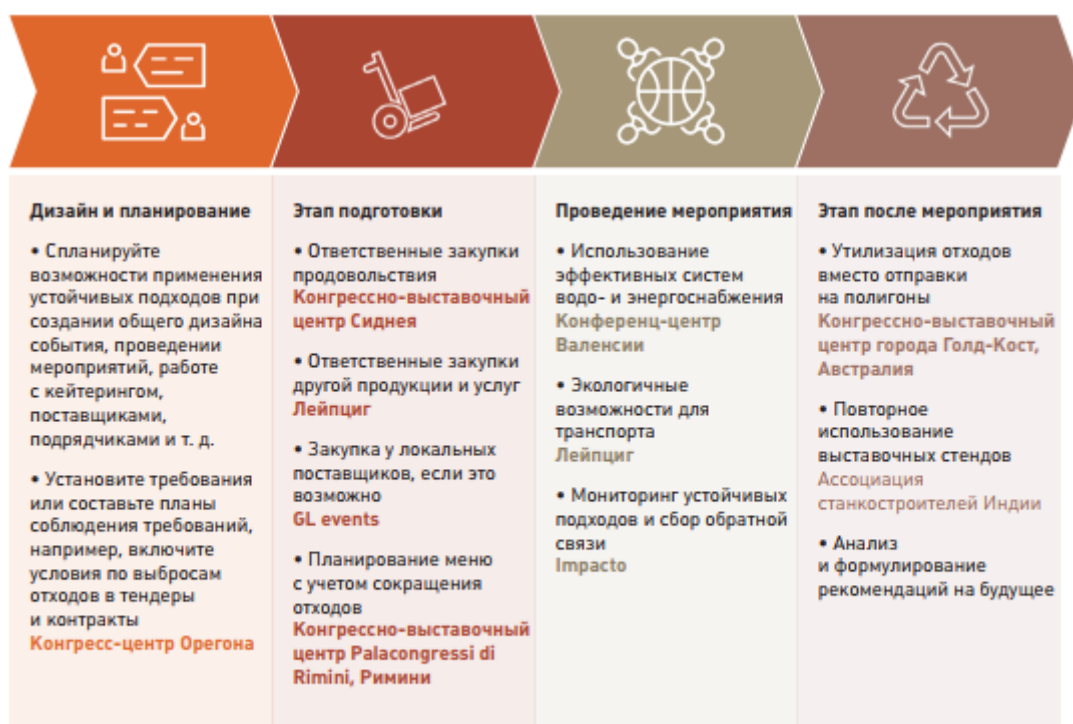 Дизайн и планирование
• Спланируйте
возможности применения
устойчивых подходов при
создании общего дизайна
события, проведении
мероприятий, работе
с кейтерингом,
поставщиками,
подрядчиками и т. д.
• Установите требования
или составьте планы
соблюдения требований,
например, включите
условия по выбросам
отходов в тендеры
и контракты
Конгресс-центр Орегона
Этап подготовки
• Ответственные закупки
продовольствия
Конгрессно-выставочный
центр Сиднея
• Ответственные закупки
другой продукции и услуг
Лейпциг
• Закупка у локальных
поставщиков, если это
возможно
GL events
• Планирование меню
с учетом сокращения
отходов
Конгрессно-выставочный
центр Palacongressi di
Rimini, Римини
Проведение мероприятия
• Использование
эффективных систем
водо- и энергоснабжения
Конференц-центр
Валенсии
• Экологичные
возможности для
транспорта
Лейпциг
• Мониторинг устойчивых
подходов и сбор обратной
связи
Impacto
Этап после мероприятия
• Утилизация отходов
вместо отправки
на полигоны
Конгрессно-выставочный
центр города Голд-Кост,
Австралия
• Повторное
использование
выставочных стендов
Ассоциация
станкостроителей Индии
• Анализ
и формулирование
рекомендаций на будущее